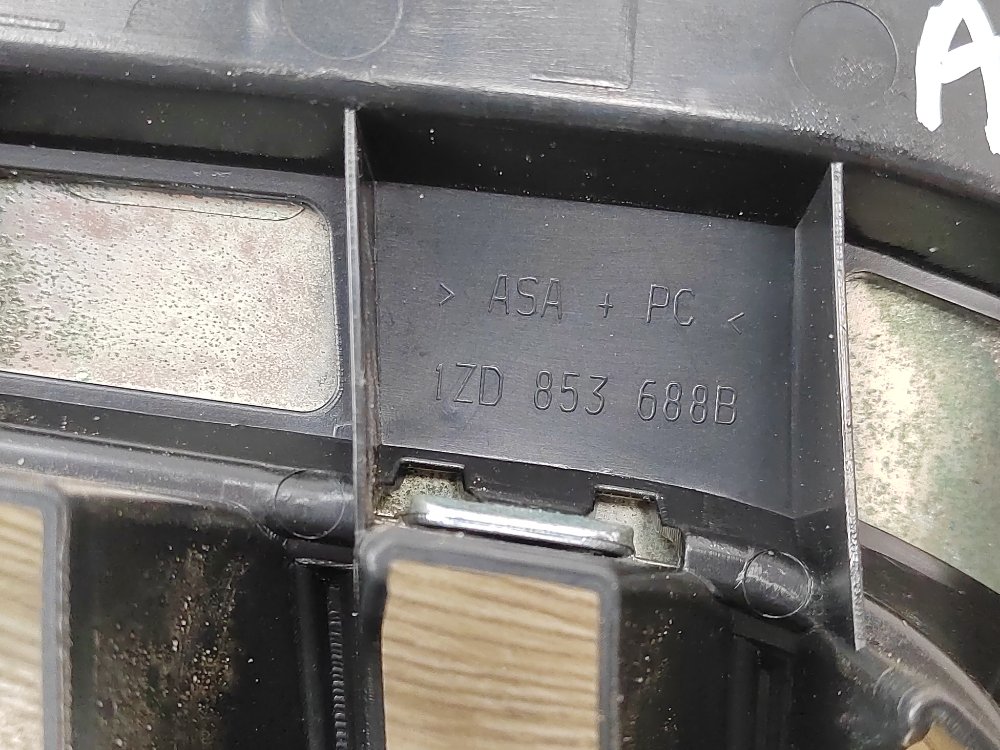 A
> ASA + PC <
1ZD 853 688B